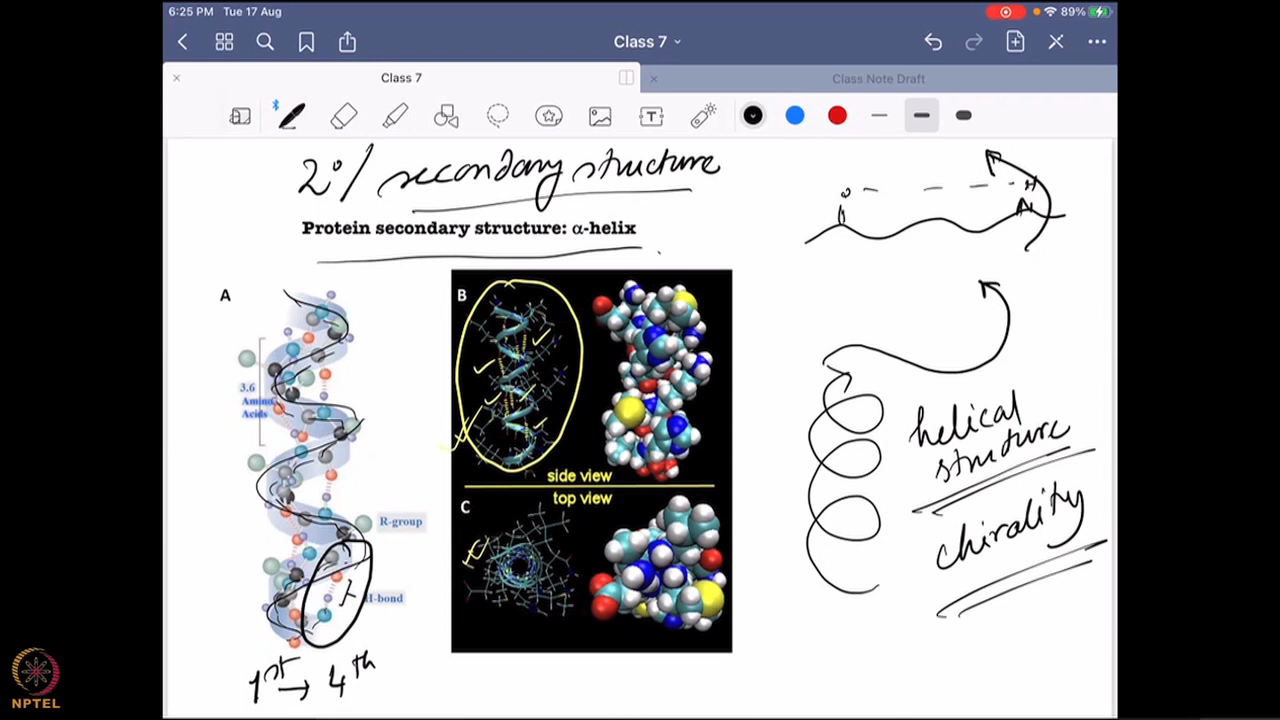 6:25 PM Tue 17 Aug
89%
Class 7
Class 7
Class Note Draft
T
2°/ secondary structure
Protein secondary structure: α-helix
A
3.6
Amino
Acids
R-group
H-bond
1st → 4th
B
side view
top view
C
O
H
N
helical
structure
chirality
NPTEL